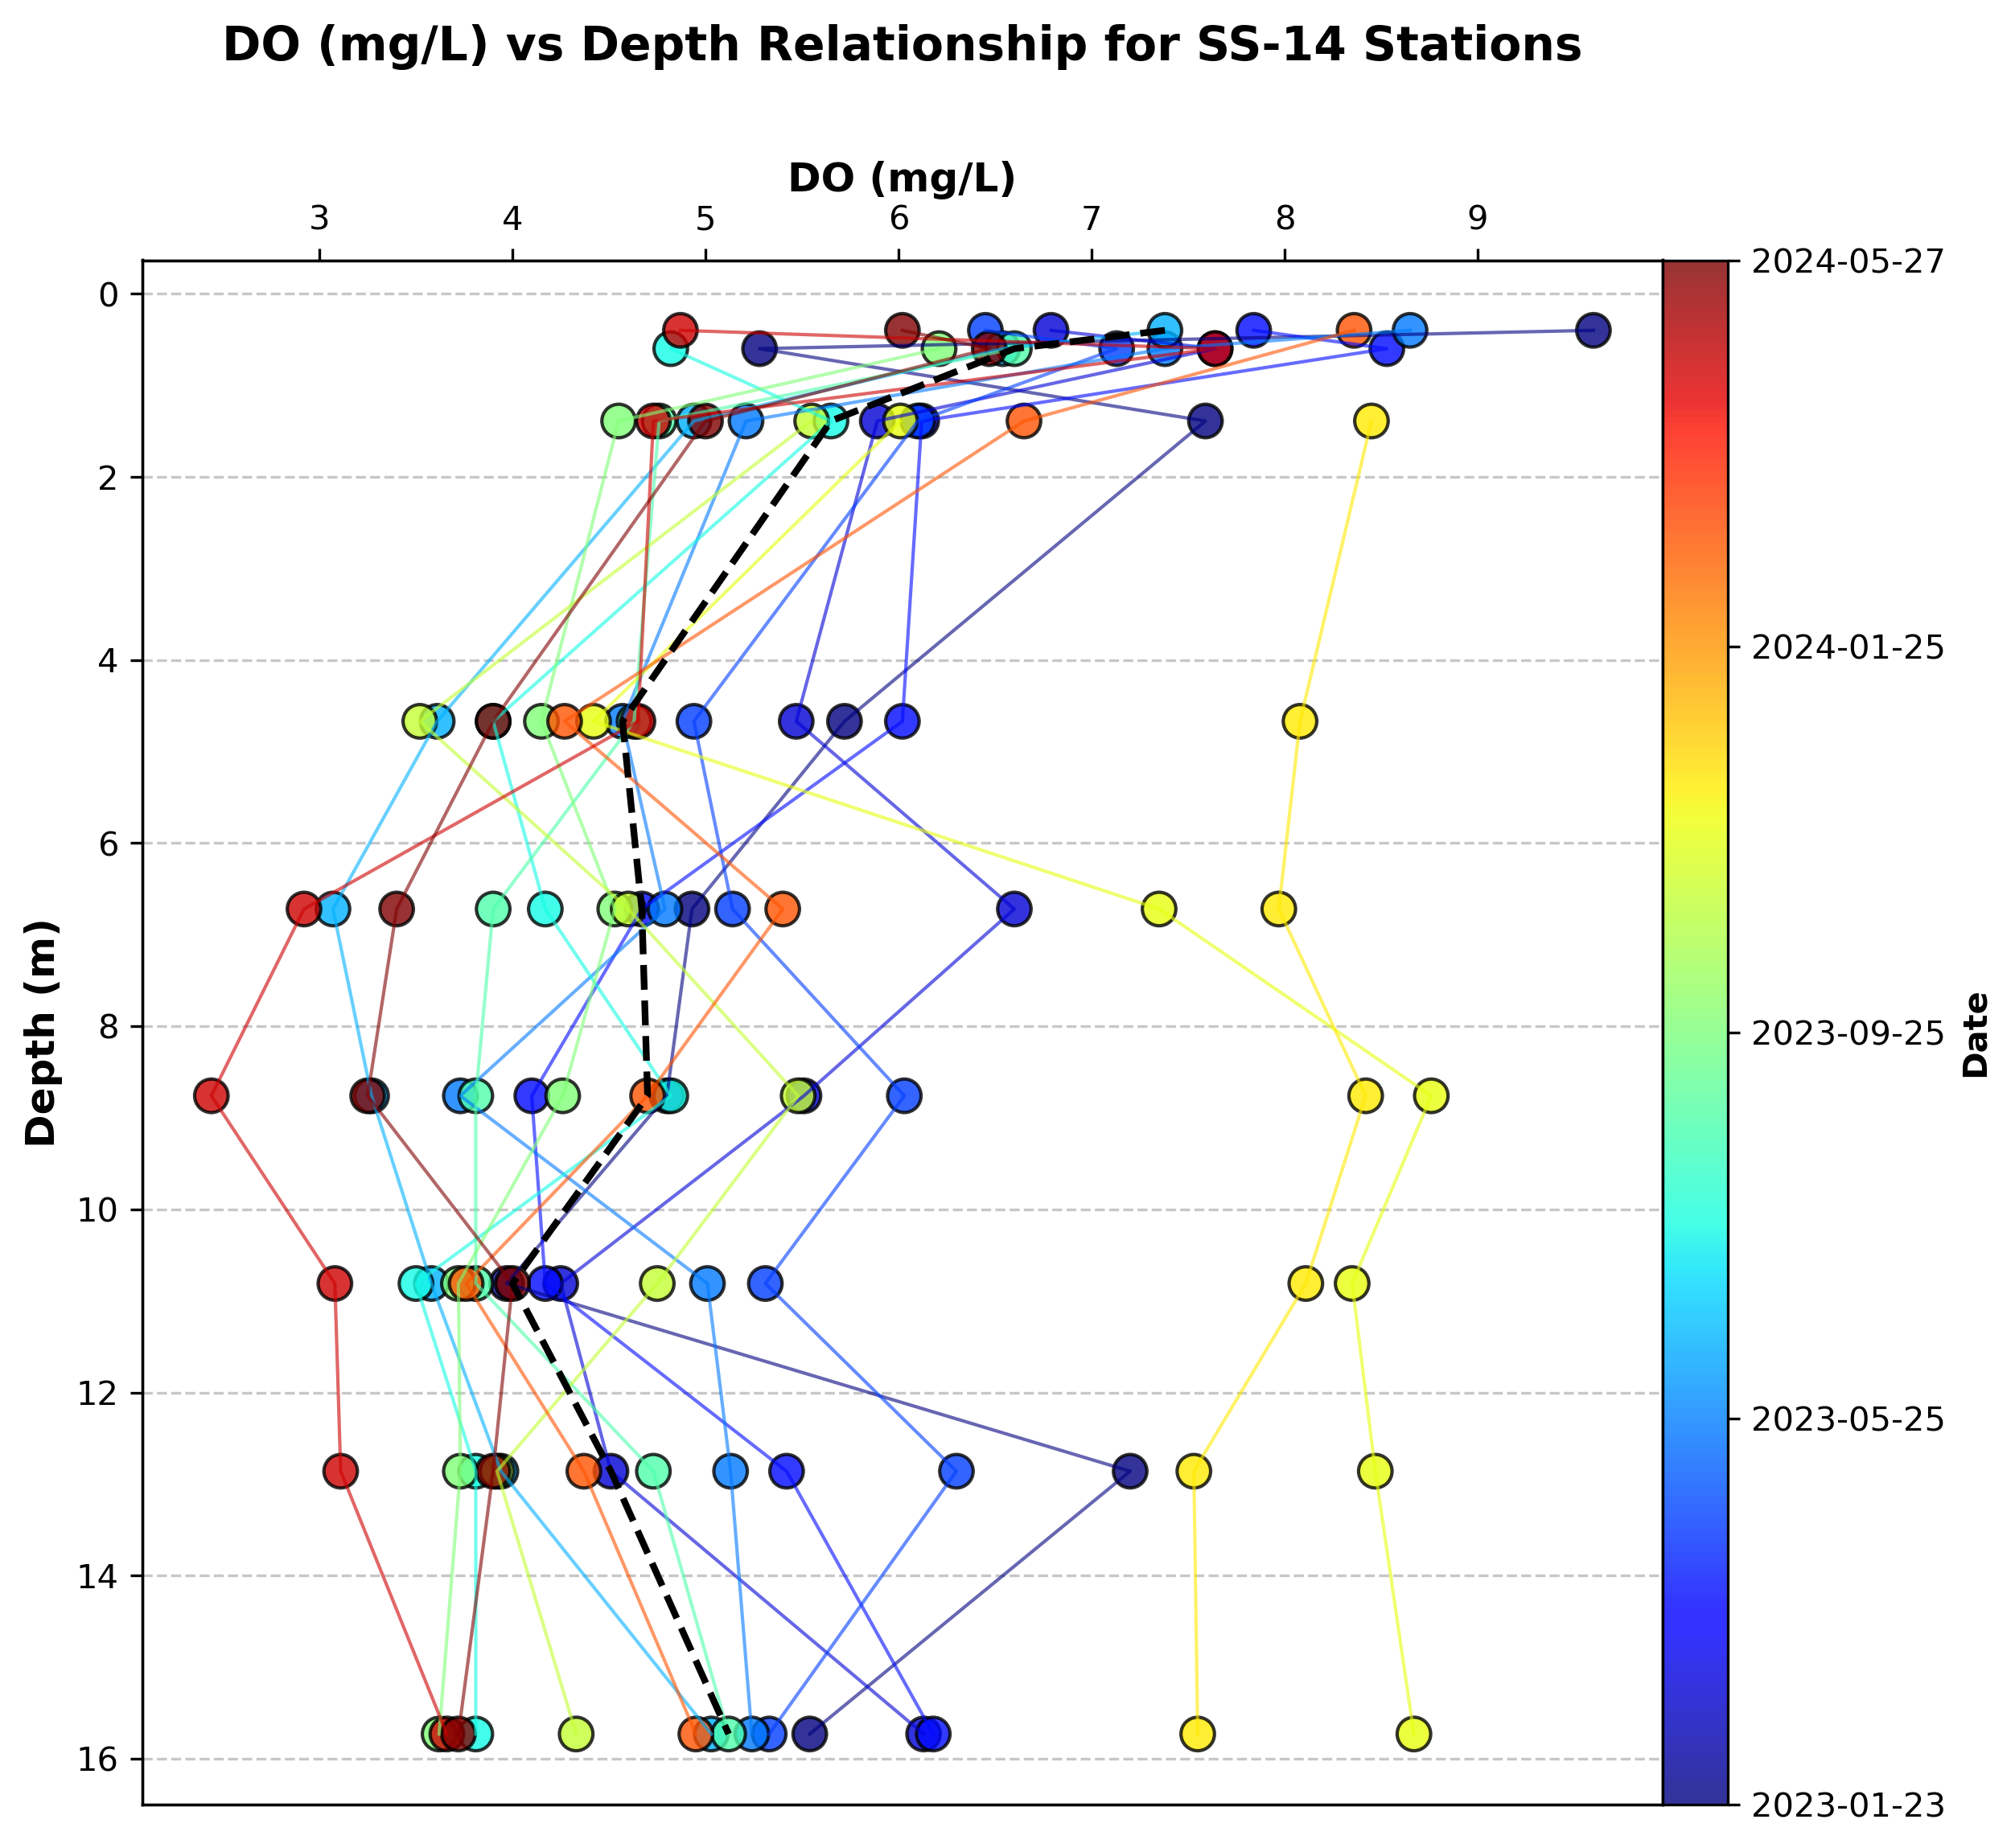 DO (mg/L) vs Depth Relationship for SS-14 Stations
DO (mg/L)
3 4 5 6 7 8 9
0
2
4
6
8
10
12
14
16
Depth (m)
2024-05-27
2024-01-25
2023-09-25
2023-05-25
2023-01-23
Date